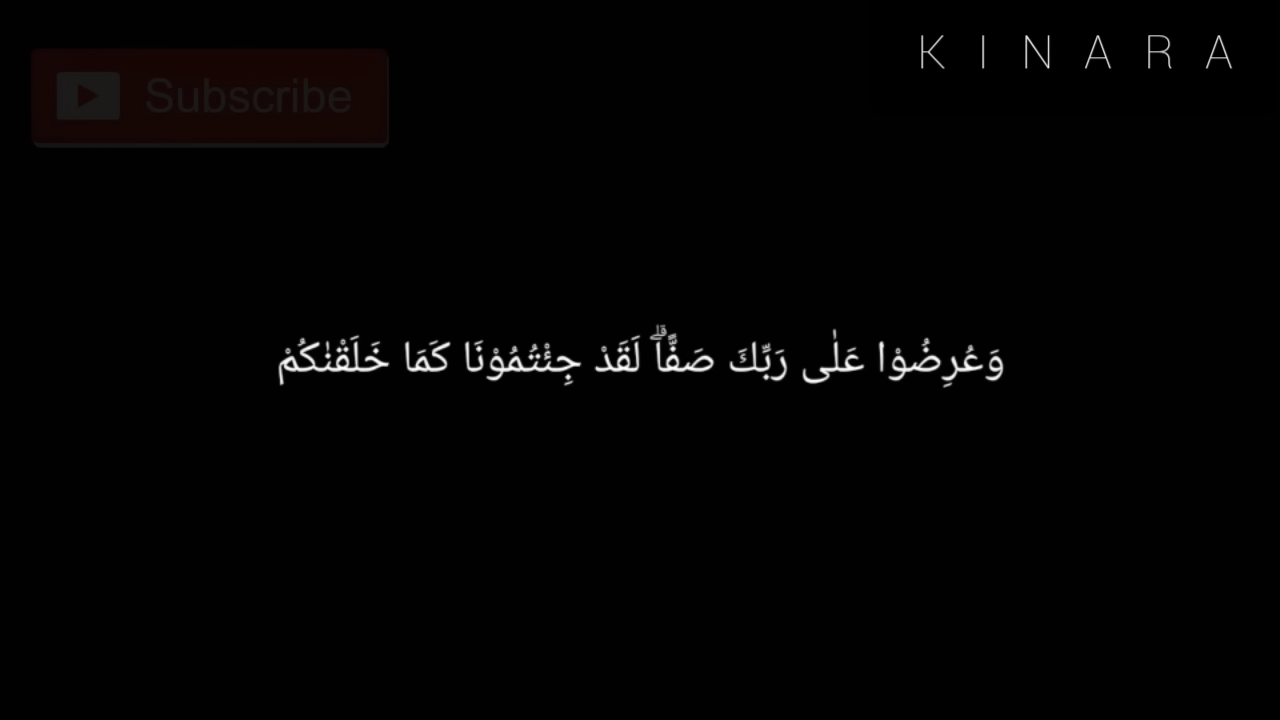 K I N A R A
Subscribe
وَعُرِضُوْا عَلٰى رَبِّكَ صَفًّاۗ لَقَدْ جِئْتُمُوْنَا كَمَا خَلَقْنٰكُمْ